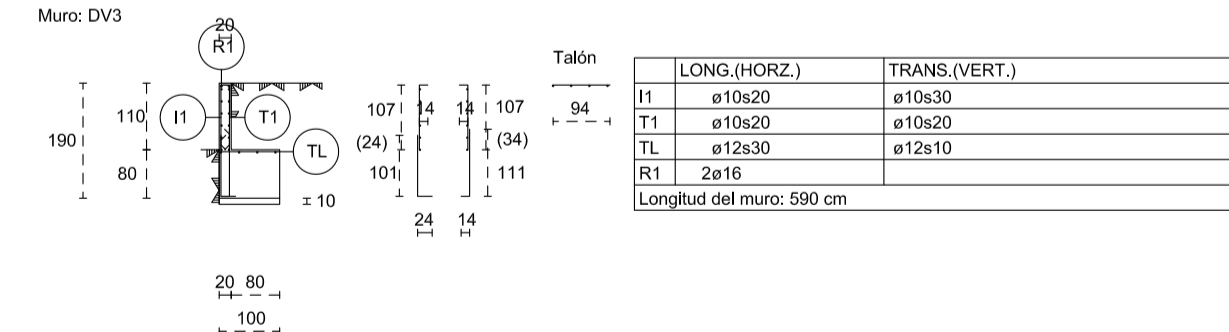 Muro: DV3
20
R1
Talón
110
I1
T1
190
80
TL
10
20 80
100
107 14 14 107
(24) (34)
101 111
24 14
94
LONG.(HORZ.) TRANS.(VERT.)
I1 ø10s20 ø10s30
T1 ø10s20 ø10s20
TL ø12s30 ø12s10
R1 2ø16
Longitud del muro: 590 cm